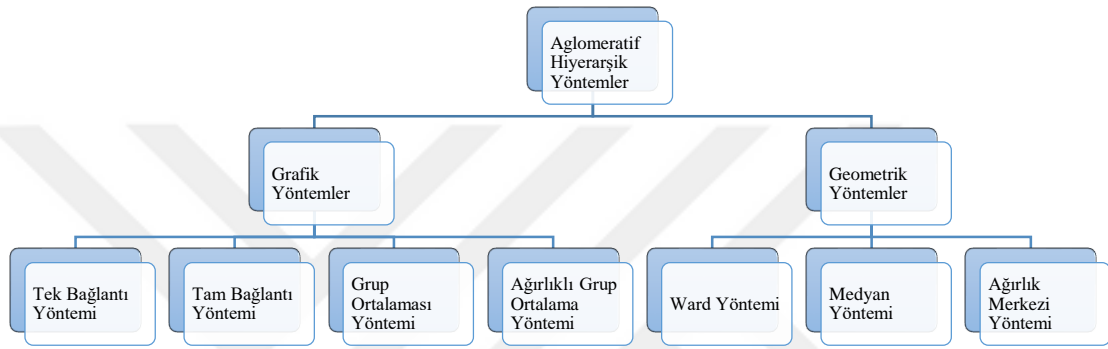 Aglomeratif
Hiyerarşik
Yöntemler
Grafik
Yöntemler
Geometrik
Yöntemler
Tek Bağlantı
Yöntemi
Tam Bağlantı
Yöntemi
Grup
Ortalaması
Yöntemi
Ağırlıklı Grup
Ortalama
Yöntemi
Ward Yöntemi
Medyan
Yöntemi
Ağırlık
Merkezi
Yöntemi